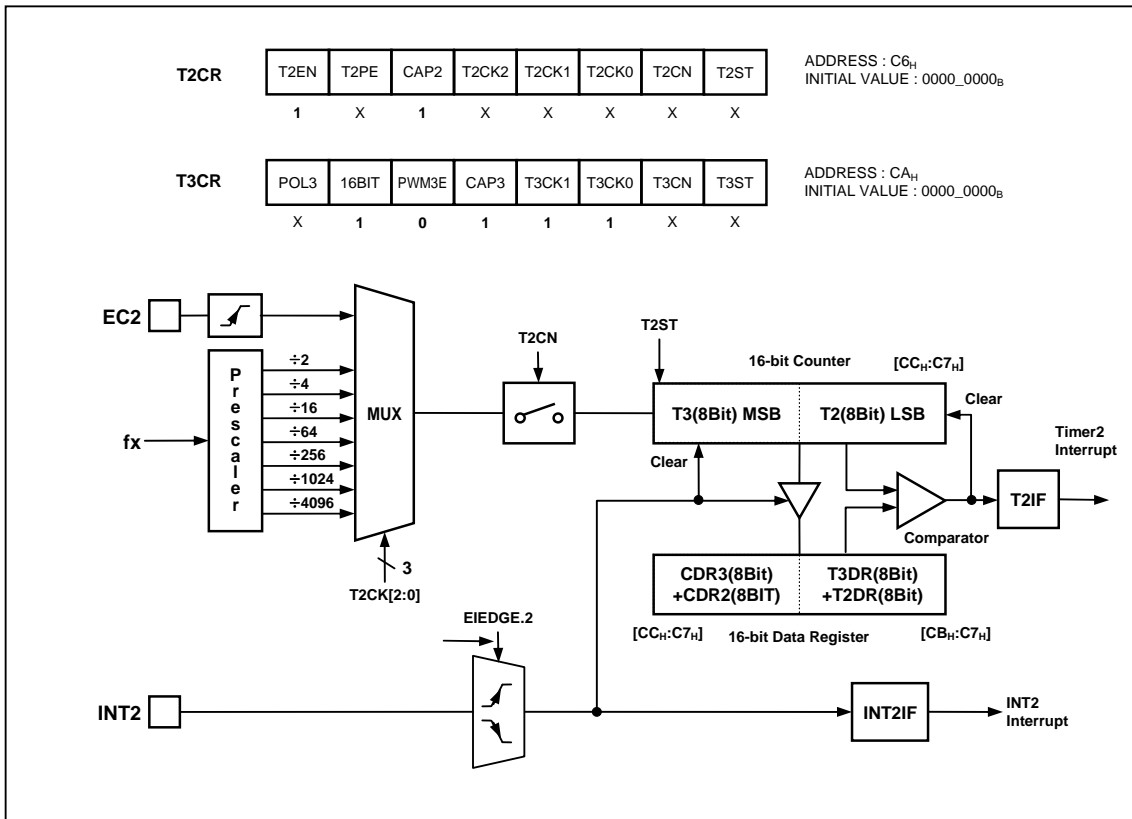 T2CR T2EN T2PE CAP2 T2CK2 T2CK1 T2CK0 T2CN T2ST
ADDRESS : C6H
INITIAL VALUE : 0000_0000B
1 X 1 X X X X X
T3CR POL3 16BIT PWM3E CAP3 T3CK1 T3CK0 T3CN T3ST
ADDRESS : CAH
INITIAL VALUE : 0000_0000B
X 1 0 1 1 1 X X
EC2
fx
Prescaler
÷2
÷4
÷16
÷64
÷256
÷1024
÷4096
MUX
3
T2CK[2:0]
T2CN
T2ST
16-bit Counter
[CCH:C7H]
T3(8Bit) MSB
T2(8Bit) LSB
Clear
Clear
Comparator
T2IF
Timer2
Interrupt
CDR3(8Bit)
+CDR2(8BIT)
T3DR(8Bit)
+T2DR(8Bit)
[CCH:C7H]
16-bit Data Register
[CBH:C7H]
EIEDGE.2
INT2
INT2IF
INT2
Interrupt